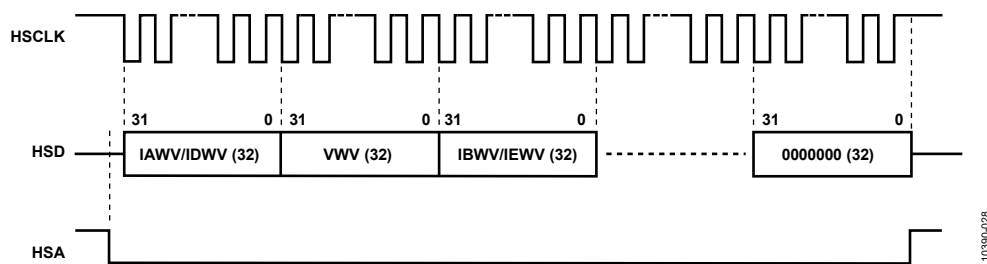 HSCLK
31 0 31 0 31 0 31 0
HSD IAWV/IDWV (32) VWV (32) IBWV/IEWV (32) 0000000 (32)
HSA
10390-028